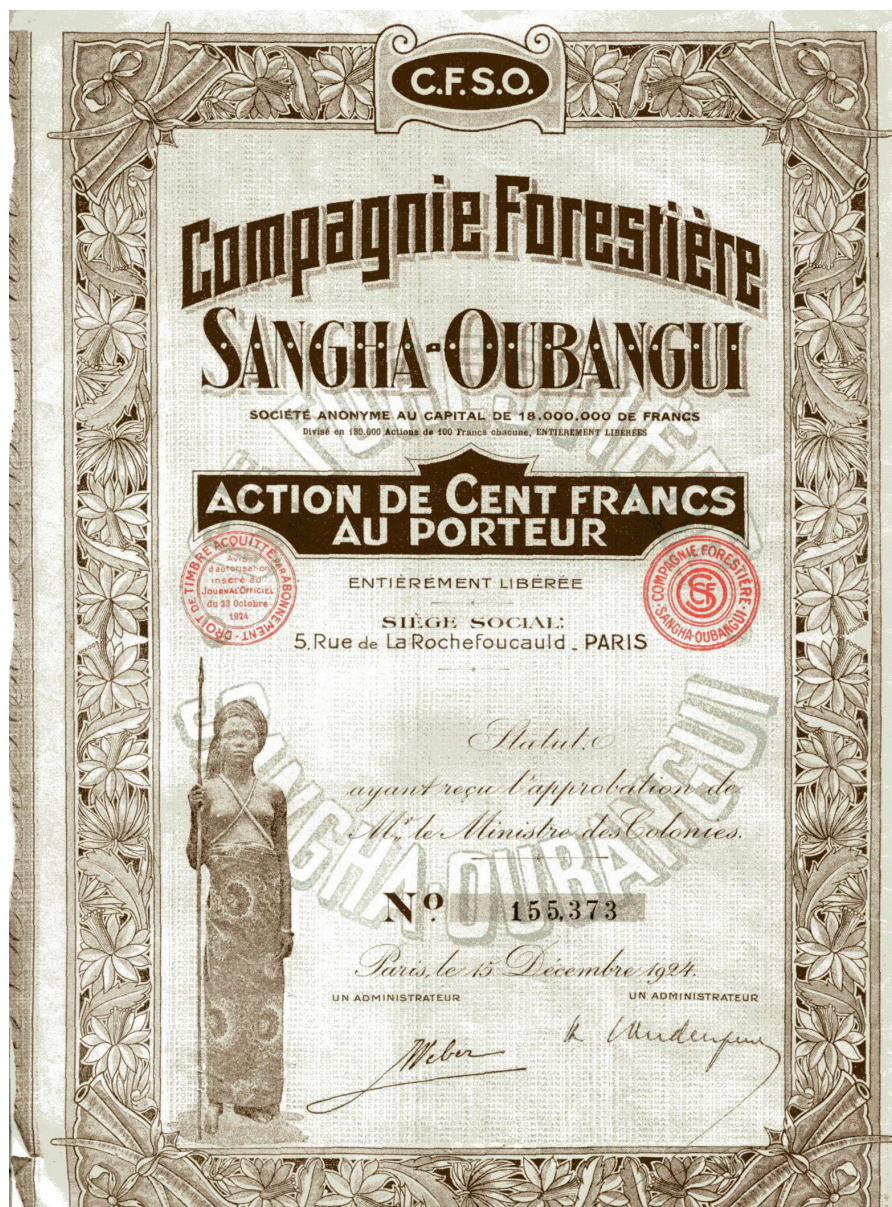 C.F.S.O.
Compagnie Forestière
SANGHA-OUBANGUI
SOCIÉTÉ ANONYME AU CAPITAL DE 18.000.000 DE FRANCS
Divisé en 180.000 Actions de 100 Francs chacune, ENTIÈREMENT LIBÉRÉES
ACTION DE CENT FRANCS
AU PORTEUR
DROIT DE TIMBRE ACQUITTÉ PAR ABONNEMENT
Avis
d'autorisation
inséré au
JOURNAL OFFICIEL
du 23 Octobre
1924
COMPAGNIE FORESTIÈRE
SANGHA-OUBANGUI
ENTIÈREMENT LIBÉRÉE
SIÈGE SOCIAL:
5, Rue de La Rochefoucauld _ PARIS
SANGHA-OUBANGUI
Statuts
ayant reçu l'approbation de
Mr. le Ministre des Colonies.
No. 155.373
Paris, le 15 Décembre 1924.
UN ADMINISTRATEUR
UN ADMINISTRATEUR
Weber